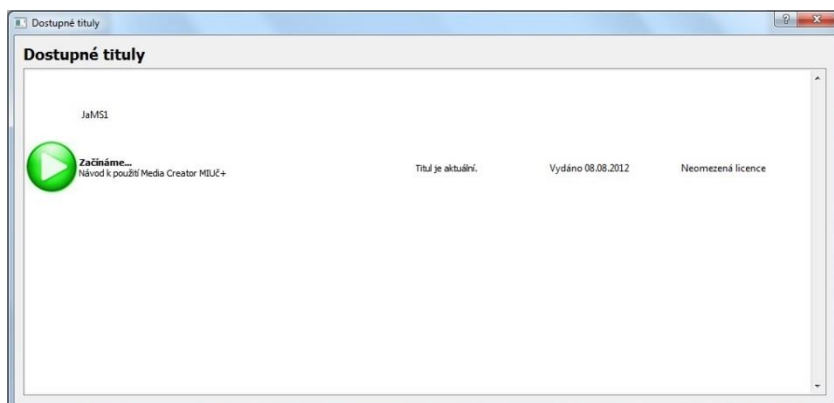 Dostupné tituly
Dostupné tituly
JaMS1
Začínáme...
Návod k použití Media Creator MIUč+
Titul je aktuální.
Vydáno 08.08.2012
Neomezená licence